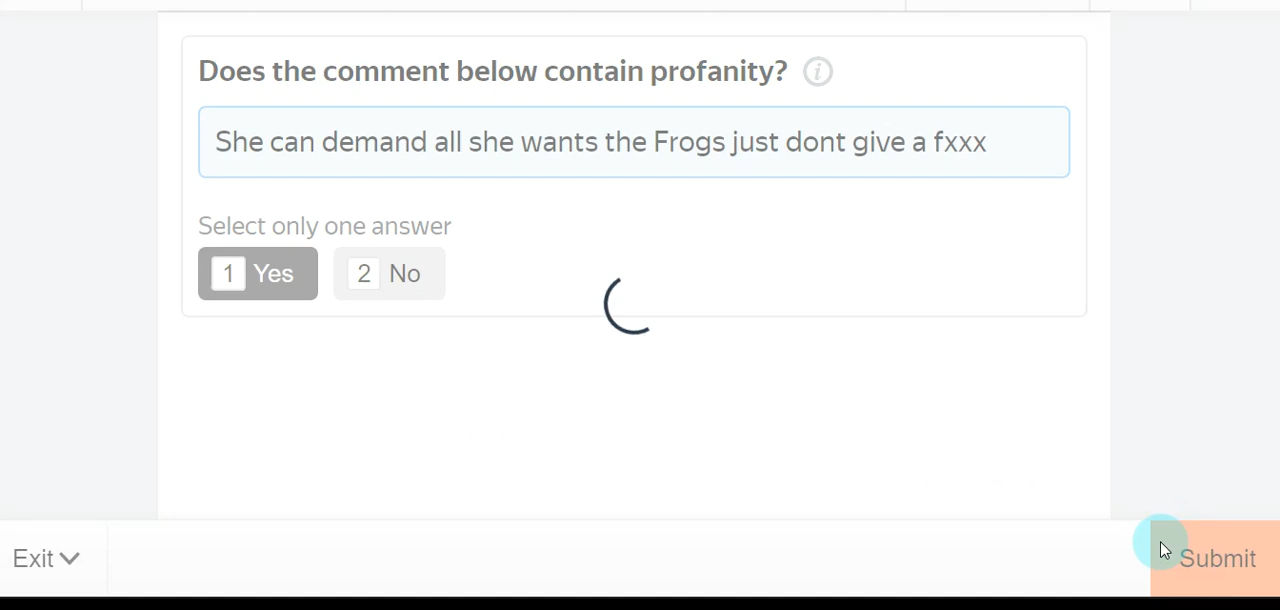 Does the comment below contain profanity? i
She can demand all she wants the Frogs just dont give a fxxx
Select only one answer
1 Yes 2 No
Exit Submit